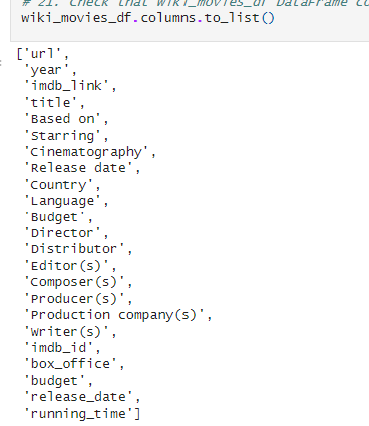 # 21. Check that wiki_movies_df DataFrame
wiki_movies_df.columns.to_list()
['url',
'year',
'imdb_link',
'title',
'Based on',
'Starring',
'Cinematography',
'Release date',
'Country',
'Language',
'Budget',
'Director',
'Distributor',
'Editor(s)',
'Composer(s)',
'Producer(s)',
'Production company(s)',
'Writer(s)',
'imdb_id',
'box_office',
'budget',
'release_date',
'running_time']